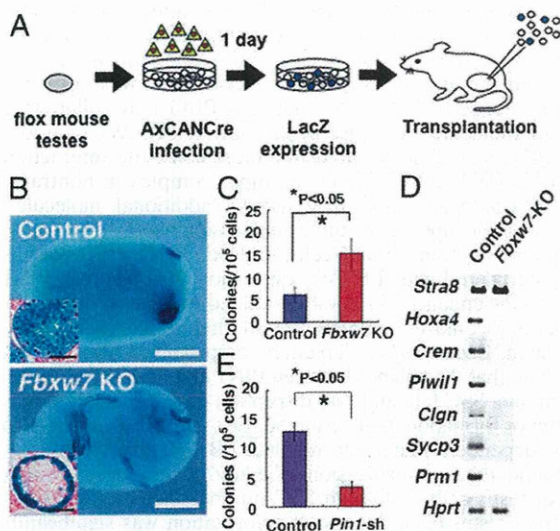 A
1 day
flox mouse
testes
AxCANCre
infection
LacZ
expression
Transplantation
B
Control
Fbxw7 KO
C
*P<0.05
*
Colonies(/10⁵ cells)
25
20
15
10
5
0
Control Fbxw7 KO
E
*P<0.05
*
Colonies (/10⁵ cells)
20
15
10
5
0
Control Pin1-sh
D
Control
Fbxw7-KO
Stra8
Hoxa4
Crem
Piwil1
Clgn
Sycp3
Prm1
Hprt